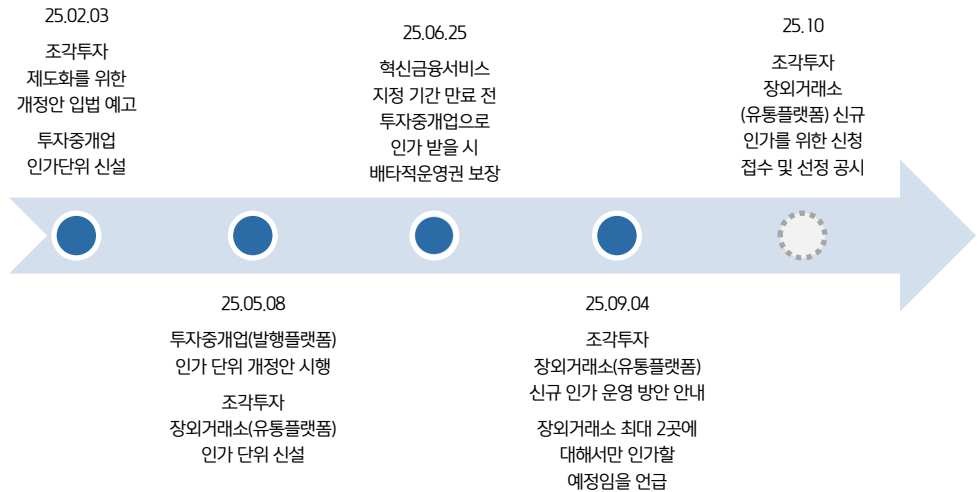 25.02.03
조각투자
제도화를 위한
개정안 입법 예고
투자중개업
인가단위 신설
25.05.08
투자중개업(발행플랫폼)
인가 단위 개정안 시행
조각투자
장외거래소(유통플랫폼)
인가 단위 신설
25.06.25
혁신금융서비스
지정 기간 만료 전
투자중개업으로
인가 받을 시
배타적운영권 보장
25.09.04
조각투자
장외거래소(유통플랫폼)
신규 인가 운영 방안 안내
장외거래소 최대 2곳에
대해서만 인가할
예정임을 언급
25.10
조각투자
장외거래소
(유통플랫폼) 신규
인가를 위한 신청
접수 및 선정 공시